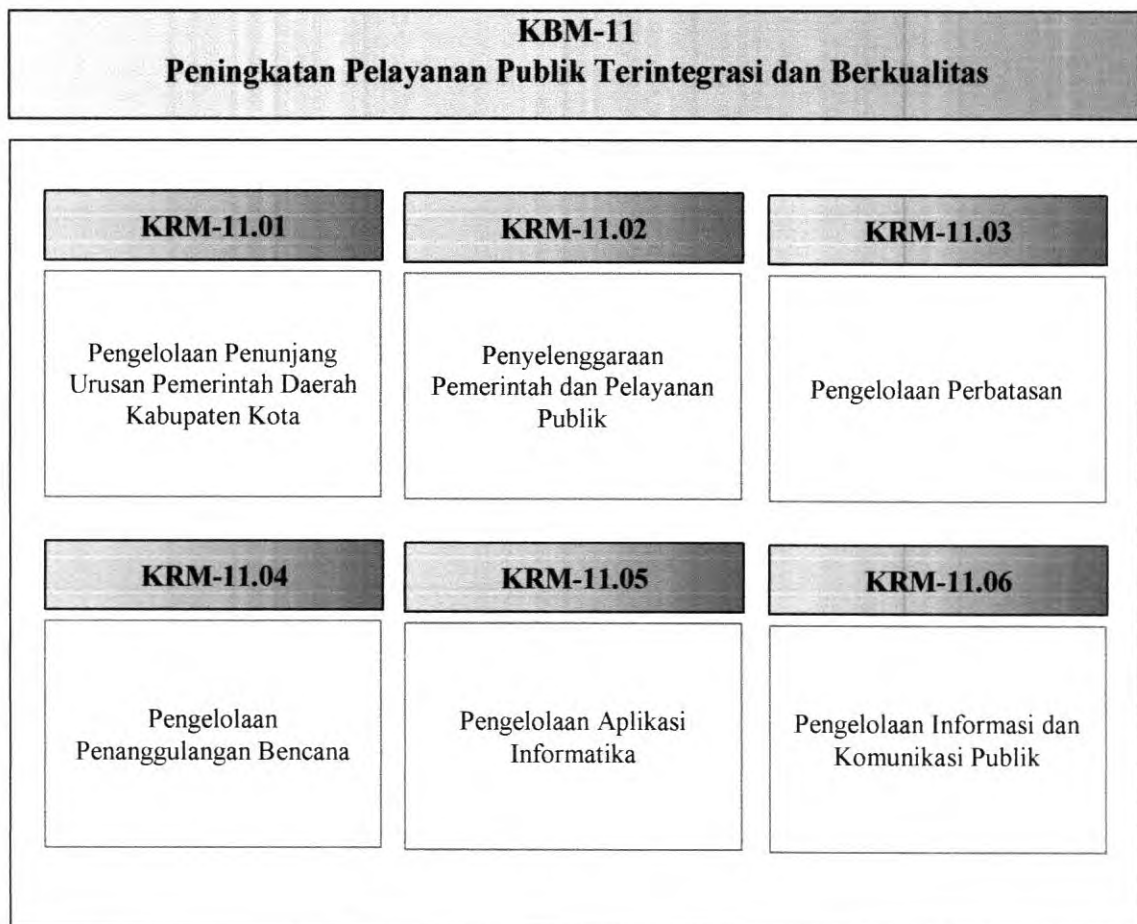 KBM-11
Peningkatan Pelayanan Publik Terintegrasi dan Berkualitas
KRM-11.01
Pengelolaan Penunjang
Urusan Pemerintah Daerah
Kabupaten Kota
KRM-11.02
Penyelenggaraan
Pemerintah dan Pelayanan
Publik
KRM-11.03
Pengelolaan Perbatasan
KRM-11.04
Pengelolaan
Penanggulangan Bencana
KRM-11.05
Pengelolaan Aplikasi
Informatika
KRM-11.06
Pengelolaan Informasi dan
Komunikasi Publik